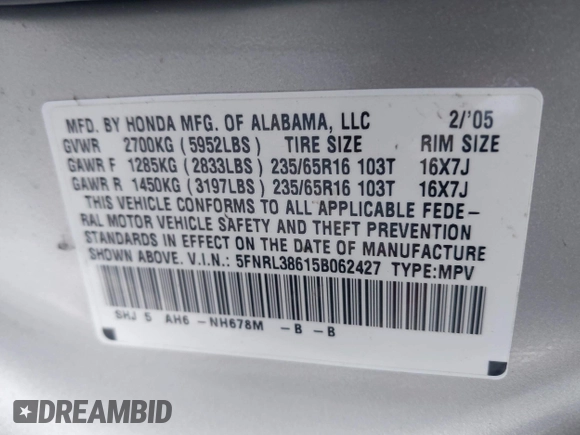 MFD. BY HONDA MFG. OF ALABAMA, LLC 2/'05
GVWR 2700KG (5952LBS) TIRE SIZE RIM SIZE
GAWR F 1285KG (2833LBS) 235/65R16 103T 16X7J
GAWR R 1450KG (3197LBS) 235/65R16 103T 16X7J
THIS VEHICLE CONFORMS TO ALL APPLICABLE FEDE-
RAL MOTOR VEHICLE SAFETY AND THEFT PREVENTION
STANDARDS IN EFFECT ON THE DATE OF MANUFACTURE
SHOWN ABOVE. V.I.N.: 5FNRL38615B062427 TYPE:MPV
SHJ 5 AH6 -NH678M -B -B
DREAMBID